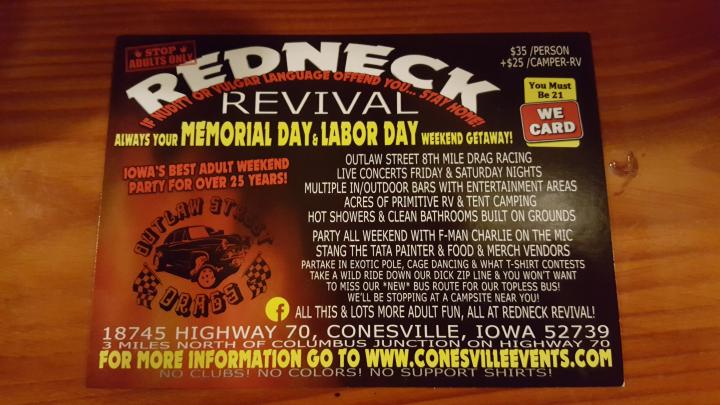 STOP
ADULTS ONLY
REDNECK
IF NUDITY OR VULGAR LANGUAGE OFFEND YOU... STAY HOME!
REVIVAL
$35 /PERSON
+$25 /CAMPER-RV
You Must
Be 21
WE
CARD
ALWAYS YOUR MEMORIAL DAY & LABOR DAY WEEKEND GETAWAY!
IOWA'S BEST ADULT WEEKEND
PARTY FOR OVER 25 YEARS!
OUTLAW STREET
DRAGS
OUTLAW STREET 8TH MILE DRAG RACING
LIVE CONCERTS FRIDAY & SATURDAY NIGHTS
MULTIPLE IN/OUTDOOR BARS WITH ENTERTAINMENT AREAS
ACRES OF PRIMITIVE RV & TENT CAMPING
HOT SHOWERS & CLEAN BATHROOMS BUILT ON GROUNDS
PARTY ALL WEEKEND WITH F-MAN CHARLIE ON THE MIC
STANG THE TATA PAINTER & FOOD & MERCH VENDORS
PARTAKE IN EXOTIC POLE, CAGE DANCING & WHAT T-SHIRT CONTESTS
TAKE A WILD RIDE DOWN OUR DICK ZIP LINE & YOU WON'T WANT
TO MISS OUR *NEW* BUS ROUTE FOR OUR TOPLESS BUS!
WE'LL BE STOPPING AT A CAMPSITE NEAR YOU!
f ALL THIS & LOTS MORE ADULT FUN, ALL AT REDNECK REVIVAL!
18745 HIGHWAY 70, CONESVILLE, IOWA 52739
3 MILES NORTH OF COLUMBUS JUNCTION ON HIGHWAY 70
FOR MORE INFORMATION GO TO WWW.CONESVILLEEVENTS.COM
NO CLUBS! NO COLORS! NO SUPPORT SHIRTS!